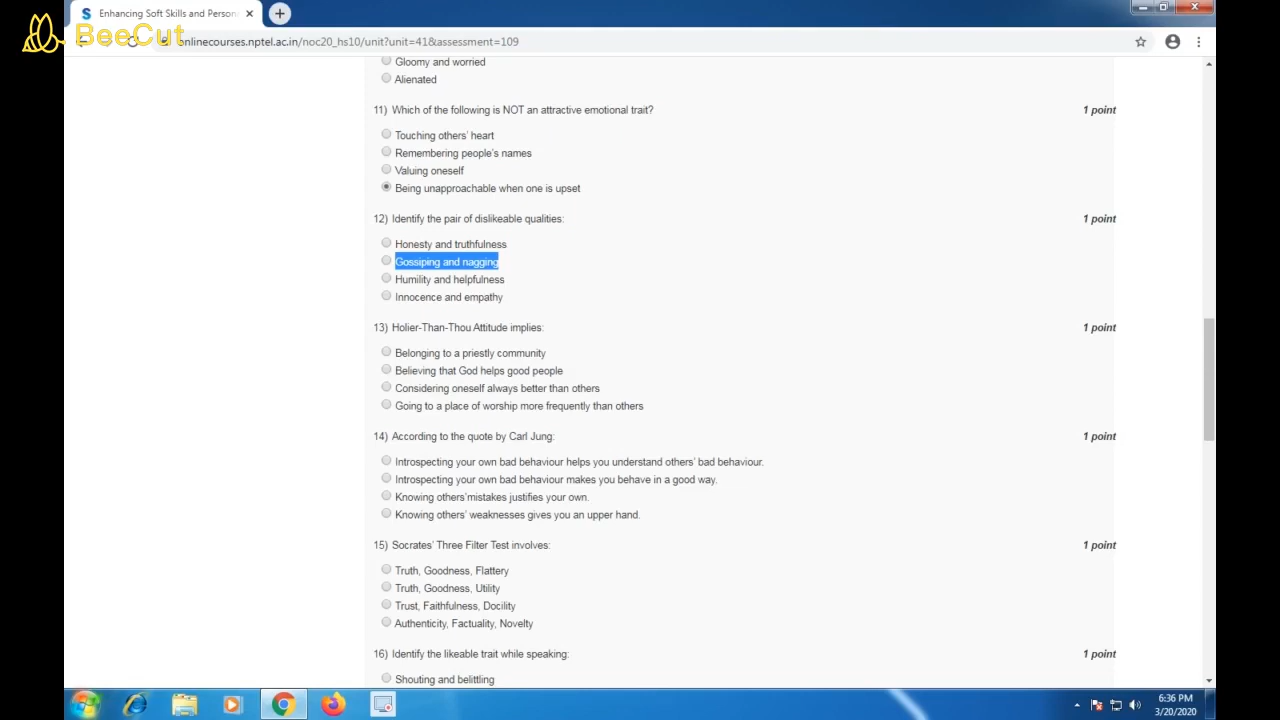 Enhancing Soft Skills and Person
BeeCut
onlinecourses.nptel.ac.in/noc20_hs10/unit?unit=41&assessment=109
Gloomy and worried
Alienated
11) Which of the following is NOT an attractive emotional trait? 1 point
Touching others' heart
Remembering people's names
Valuing oneself
Being unapproachable when one is upset
12) Identify the pair of dislikeable qualities: 1 point
Honesty and truthfulness
Gossiping and nagging
Humility and helpfulness
Innocence and empathy
13) Holier-Than-Thou Attitude implies: 1 point
Belonging to a priestly community
Believing that God helps good people
Considering oneself always better than others
Going to a place of worship more frequently than others
14) According to the quote by Carl Jung: 1 point
Introspecting your own bad behaviour helps you understand others' bad behaviour.
Introspecting your own bad behaviour makes you behave in a good way.
Knowing others'mistakes justifies your own.
Knowing others' weaknesses gives you an upper hand.
15) Socrates' Three Filter Test involves: 1 point
Truth, Goodness, Flattery
Truth, Goodness, Utility
Trust, Faithfulness, Docility
Authenticity, Factuality, Novelty
16) Identify the likeable trait while speaking: 1 point
Shouting and belittling
6:36 PM
3/20/2020